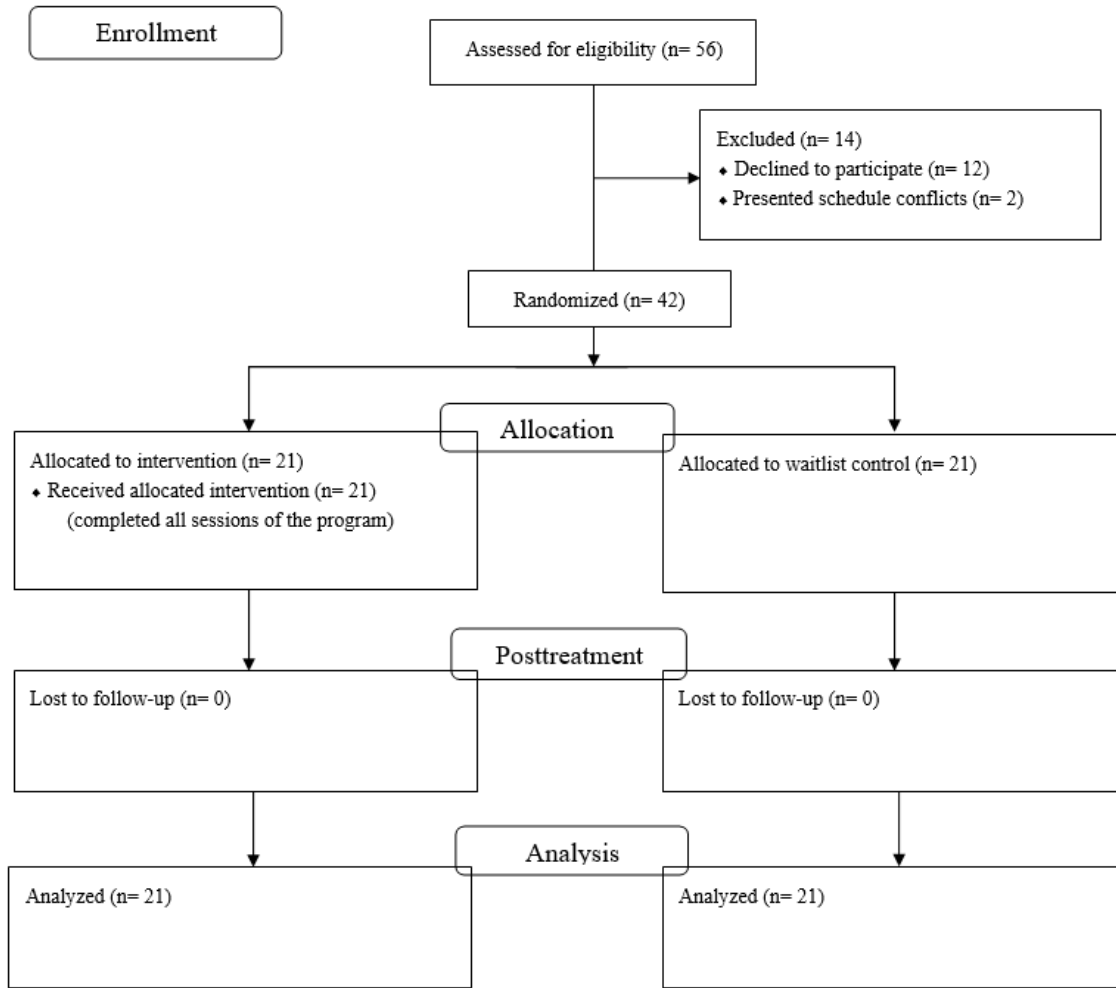 Enrollment
Assessed for eligibility (n= 56)
Excluded (n= 14)
⬥ Declined to participate (n= 12)
⬥ Presented schedule conflicts (n= 2)
Randomized (n= 42)
Allocation
Allocated to intervention (n= 21)
⬥ Received allocated intervention (n= 21)
(completed all sessions of the program)
Allocated to waitlist control (n= 21)
Posttreatment
Lost to follow-up (n= 0)
Lost to follow-up (n= 0)
Analysis
Analyzed (n= 21)
Analyzed (n= 21)